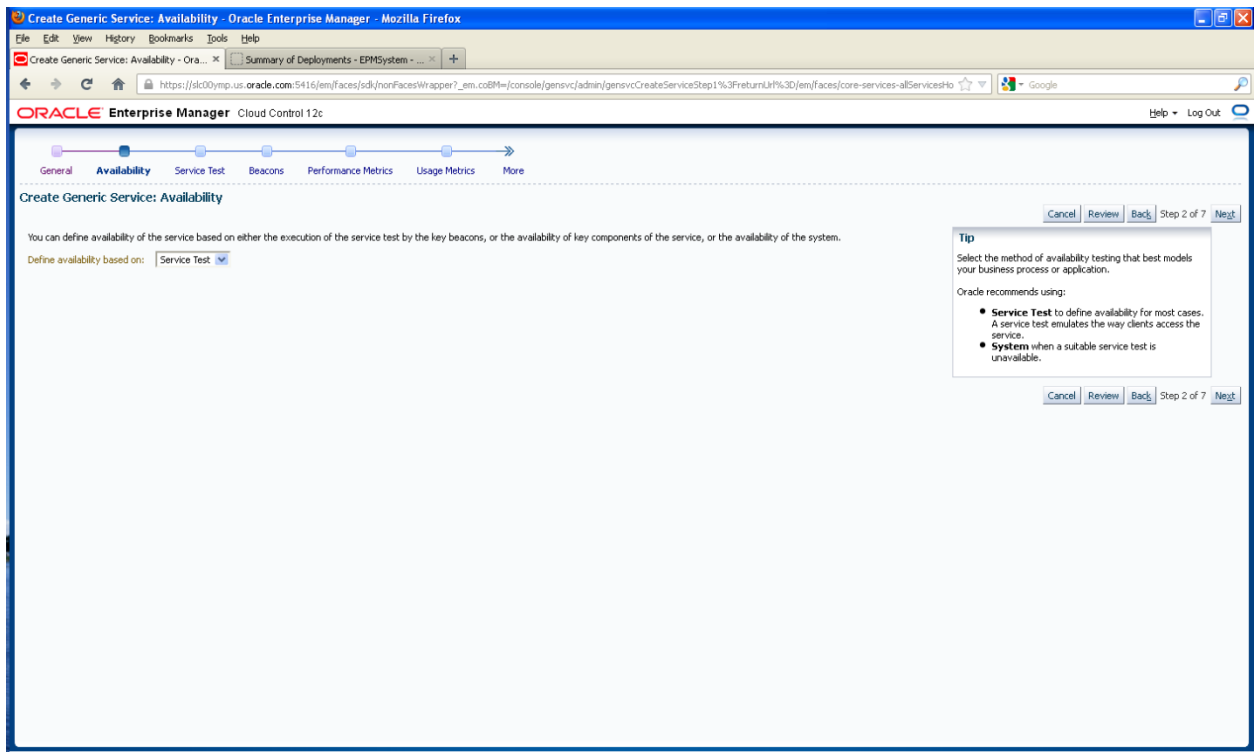 Create Generic Service: Availability - Oracle Enterprise Manager - Mozilla Firefox
File Edit View History Bookmarks Tools Help
Create Generic Service: Availability - Ora... × Summary of Deployments - EPMSystem - ... × +
https://slc00ymp.us.oracle.com:5416/em/faces/sdk/nonFacesWrapper?_em.coBM=/console/gensvc/admin/gensvcCreateServiceStep1%3FreturnUrl%3D/em/faces/core-services-allServicesHo Google
ORACLE Enterprise Manager Cloud Control 12c Help Log Out
General Availability Service Test Beacons Performance Metrics Usage Metrics More
Create Generic Service: Availability
Cancel Review Back Step 2 of 7 Next
You can define availability of the service based on either the execution of the service test by the key beacons, or the availability of key components of the service, or the availability of the system.
Define availability based on: Service Test
Tip
Select the method of availability testing that best models
your business process or application.
Oracle recommends using:
• Service Test to define availability for most cases.
A service test emulates the way clients access the
service.
• System when a suitable service test is
unavailable.
Cancel Review Back Step 2 of 7 Next